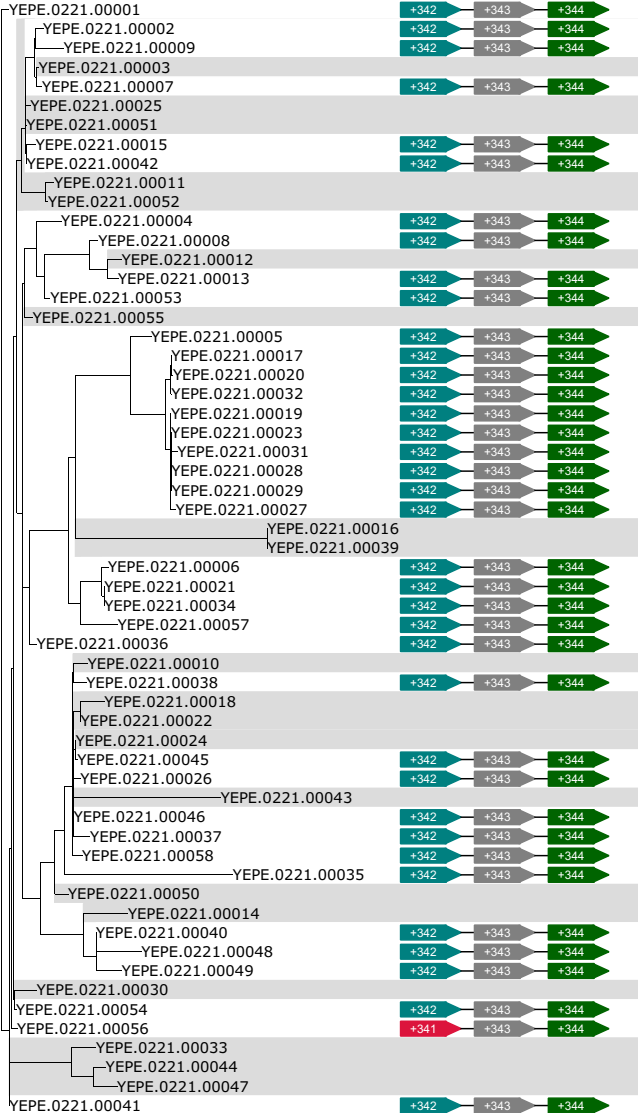 YEPE.0221.00001 +342 +343 +344
YEPE.0221.00002 +342 +343 +344
YEPE.0221.00009 +342 +343 +344
YEPE.0221.00003
YEPE.0221.00007 +342 +343 +344
YEPE.0221.00025
YEPE.0221.00051
YEPE.0221.00015 +342 +343 +344
YEPE.0221.00042 +342 +343 +344
YEPE.0221.00011
YEPE.0221.00052
YEPE.0221.00004 +342 +343 +344
YEPE.0221.00008 +342 +343 +344
YEPE.0221.00012
YEPE.0221.00013 +342 +343 +344
YEPE.0221.00053 +342 +343 +344
YEPE.0221.00055
YEPE.0221.00005 +342 +343 +344
YEPE.0221.00017 +342 +343 +344
YEPE.0221.00020 +342 +343 +344
YEPE.0221.00032 +342 +343 +344
YEPE.0221.00019 +342 +343 +344
YEPE.0221.00023 +342 +343 +344
YEPE.0221.00031 +342 +343 +344
YEPE.0221.00028 +342 +343 +344
YEPE.0221.00029 +342 +343 +344
YEPE.0221.00027 +342 +343 +344
YEPE.0221.00016
YEPE.0221.00039
YEPE.0221.00006 +342 +343 +344
YEPE.0221.00021 +342 +343 +344
YEPE.0221.00034 +342 +343 +344
YEPE.0221.00057 +342 +343 +344
YEPE.0221.00036 +342 +343 +344
YEPE.0221.00010
YEPE.0221.00038 +342 +343 +344
YEPE.0221.00018
YEPE.0221.00022
YEPE.0221.00024
YEPE.0221.00045 +342 +343 +344
YEPE.0221.00026 +342 +343 +344
YEPE.0221.00043
YEPE.0221.00046 +342 +343 +344
YEPE.0221.00037 +342 +343 +344
YEPE.0221.00058 +342 +343 +344
YEPE.0221.00035 +342 +343 +344
YEPE.0221.00050
YEPE.0221.00014
YEPE.0221.00040 +342 +343 +344
YEPE.0221.00048 +342 +343 +344
YEPE.0221.00049 +342 +343 +344
YEPE.0221.00030
YEPE.0221.00054 +342 +343 +344
YEPE.0221.00056 +341 +343 +344
YEPE.0221.00033
YEPE.0221.00044
YEPE.0221.00047
YEPE.0221.00041 +342 +343 +344